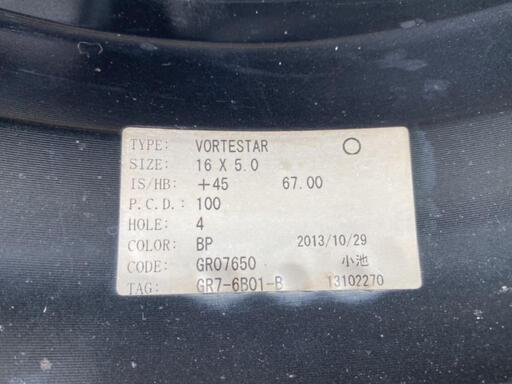 TYPE: VORTESTAR ○
SIZE: 16 X 5.0
IS/HB: +45 67.00
P.C.D.: 100
HOLE: 4
COLOR: BP 2013/10/29
CODE: GR07650 小池
TAG: GR7-6B01-B 13102270